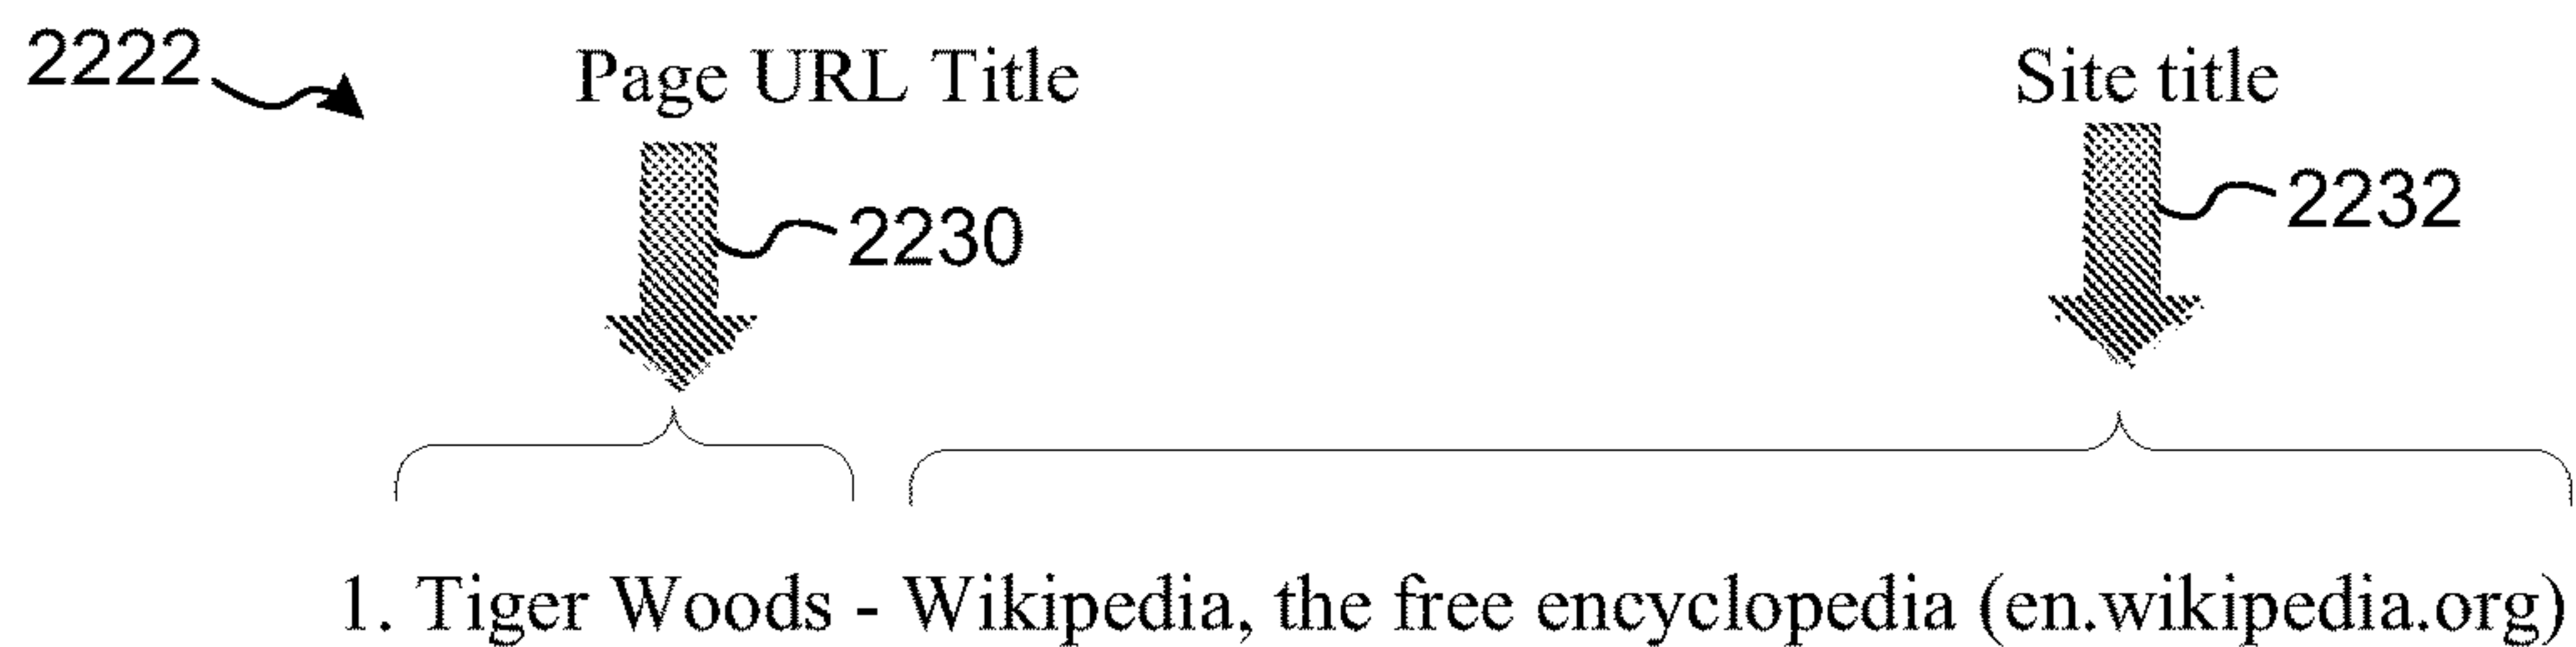 2222
Page URL Title
Site title
2230
2232
1. Tiger Woods - Wikipedia, the free encyclopedia (en.wikipedia.org)